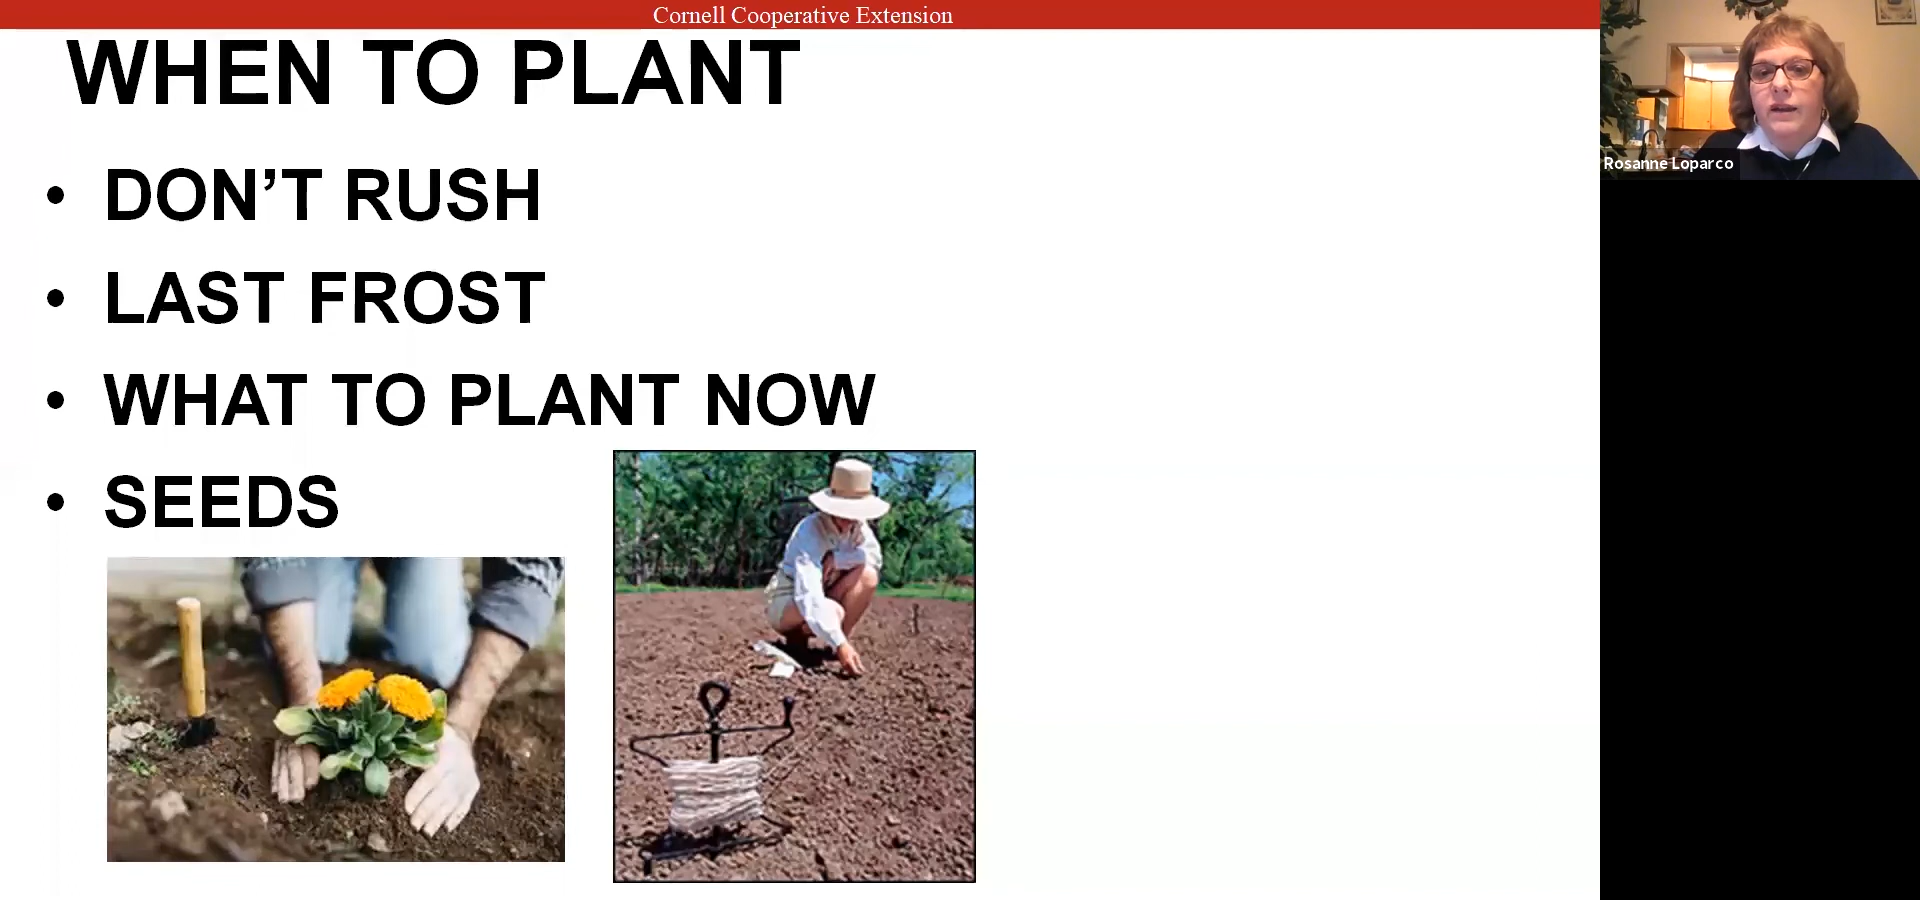 Cornell Cooperative Extension
WHEN TO PLANT
• DON’T RUSH
• LAST FROST
• WHAT TO PLANT NOW
• SEEDS
Rosanne Loparco